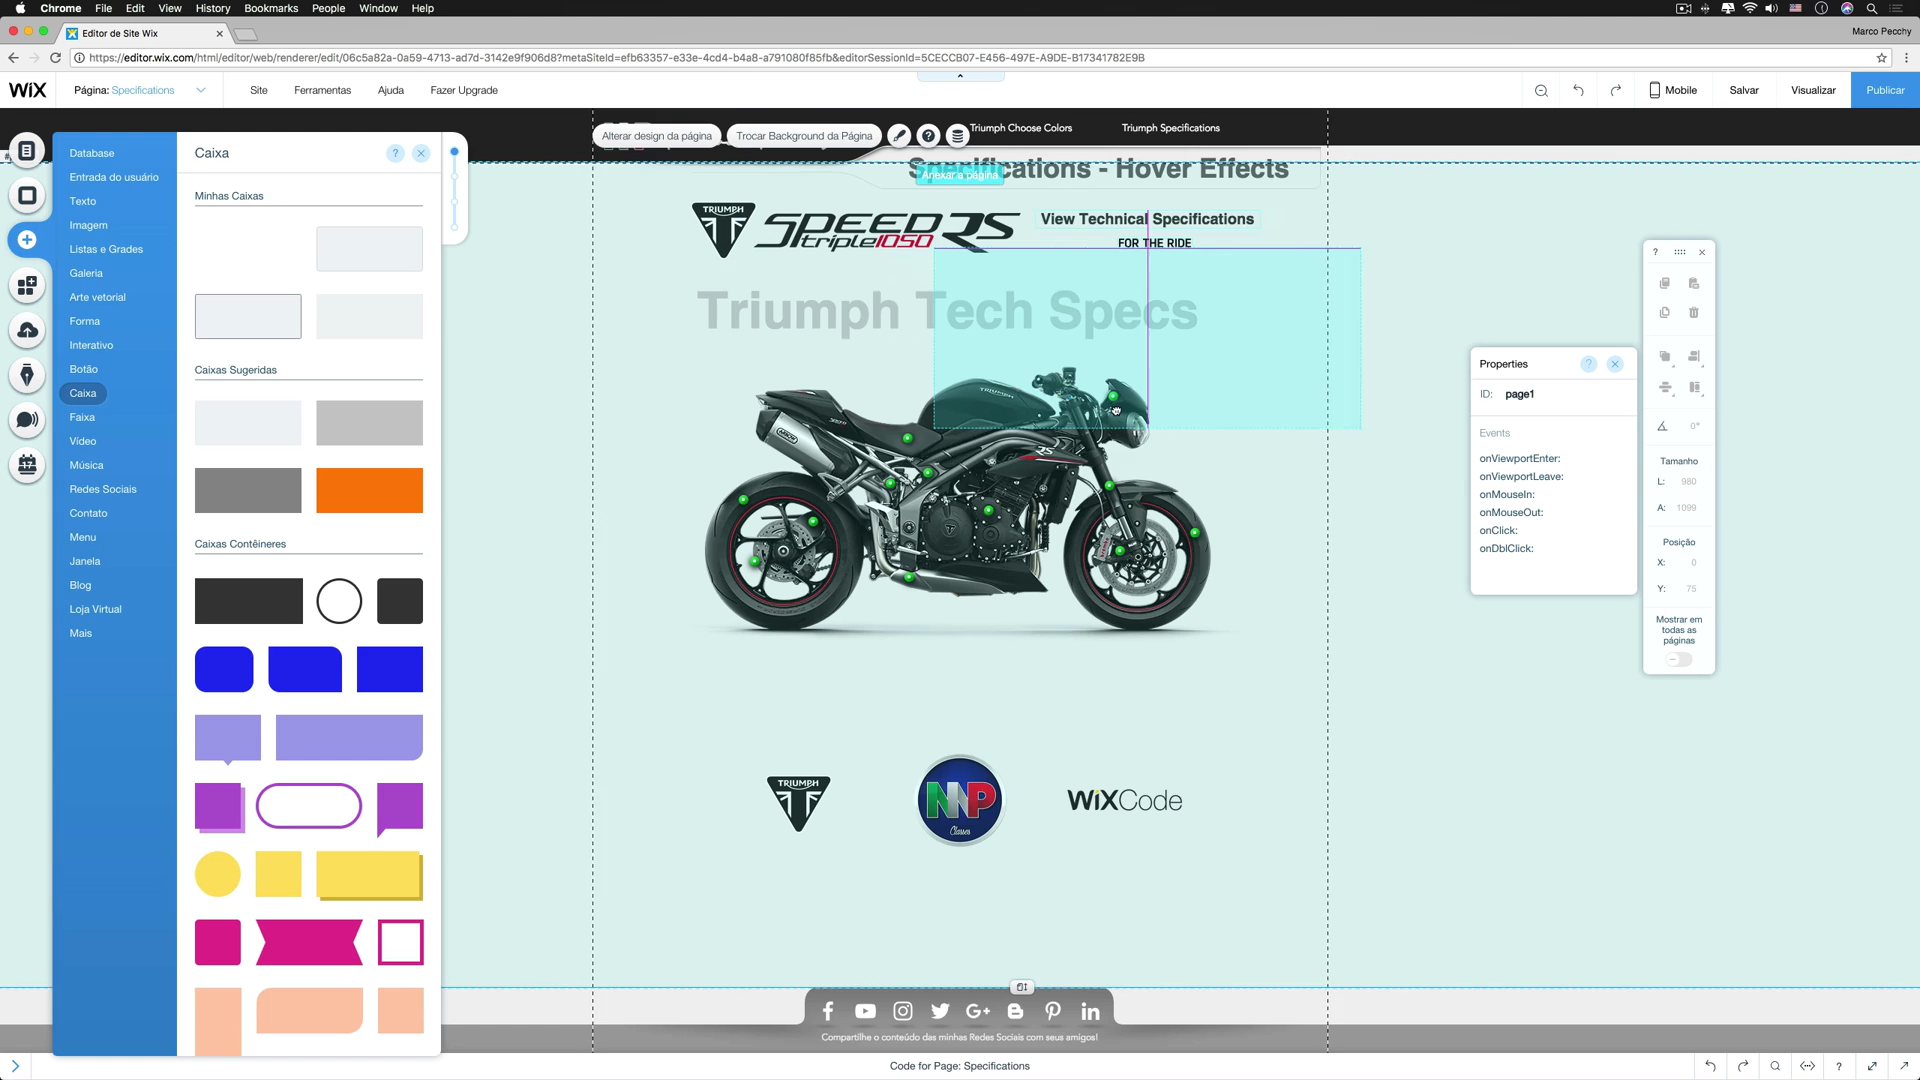 Chrome File Edit View History Bookmarks People Window Help
Editor de Site Wix
Marco Pecchy
https://editor.wix.com/html/editor/web/renderer/edit/06c5a82a-0a59-4713-ad7d-3142e9f906d8?metaSiteId=efb63357-e33e-4cd4-b4a8-a791080f85fb&editorSessionId=5CECCB07-E456-497E-A9DE-B17341782E9B
WiX Página: Specifications Site Ferramentas Ajuda Fazer Upgrade Mobile Salvar Visualizar Publicar
Alterar design da página Trocar Background da Página ? Triumph Choose Colors Triumph Specifications
Database
Entrada do usuário
Texto
Imagem
Listas e Grades
Galeria
Arte vetorial
Forma
Interativo
Botão
Caixa
Faixa
Vídeo
Música
Redes Sociais
Contato
Menu
Janela
Blog
Loja Virtual
Mais
Caixa ?
Minhas Caixas
Caixas Sugeridas
Caixas Contêineres
Specifications - Hover Effects
Anexar à página
TRIUMPH SPEED triple 1050 RS
View Technical Specifications
FOR THE RIDE
Triumph Tech Specs
TRIUMPH
ARROW
RS
TRIUMPH
NNP
Classes
WiXCode
Properties ?
ID: page1
Events
onViewportEnter:
onViewportLeave:
onMouseIn:
onMouseOut:
onClick:
onDblClick:
?
0°
Tamanho
L: 980
A: 1099
Posição
X: 0
Y: 75
Mostrar em
todas as
páginas
Compartilhe o conteúdo das minhas Redes Sociais com seus amigos!
Code for Page: Specifications ?